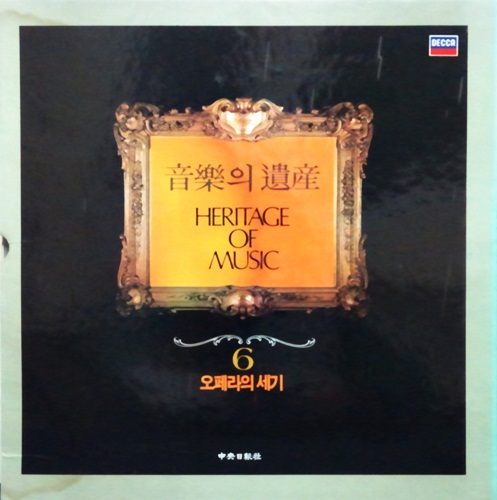 DECCA
音樂의 遺産
HERITAGE
OF
MUSIC
6
오페라의 세기
中央日報社